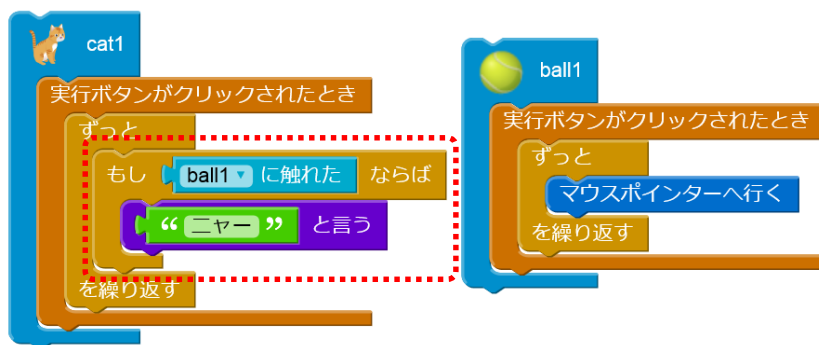 cat1
実行ボタンがクリックされたとき
ずっと
もし ball1 に触れた ならば
“ ニャー ” と言う
を繰り返す
ball1
実行ボタンがクリックされたとき
ずっと
マウスポインターへ行く
を繰り返す